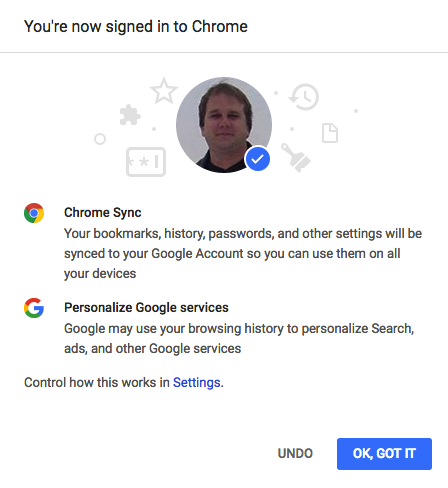 You're now signed in to Chrome
Chrome Sync
Your bookmarks, history, passwords, and other settings will be
synced to your Google Account so you can use them on all
your devices
Personalize Google services
Google may use your browsing history to personalize Search,
ads, and other Google services
Control how this works in Settings.
UNDO
OK, GOT IT